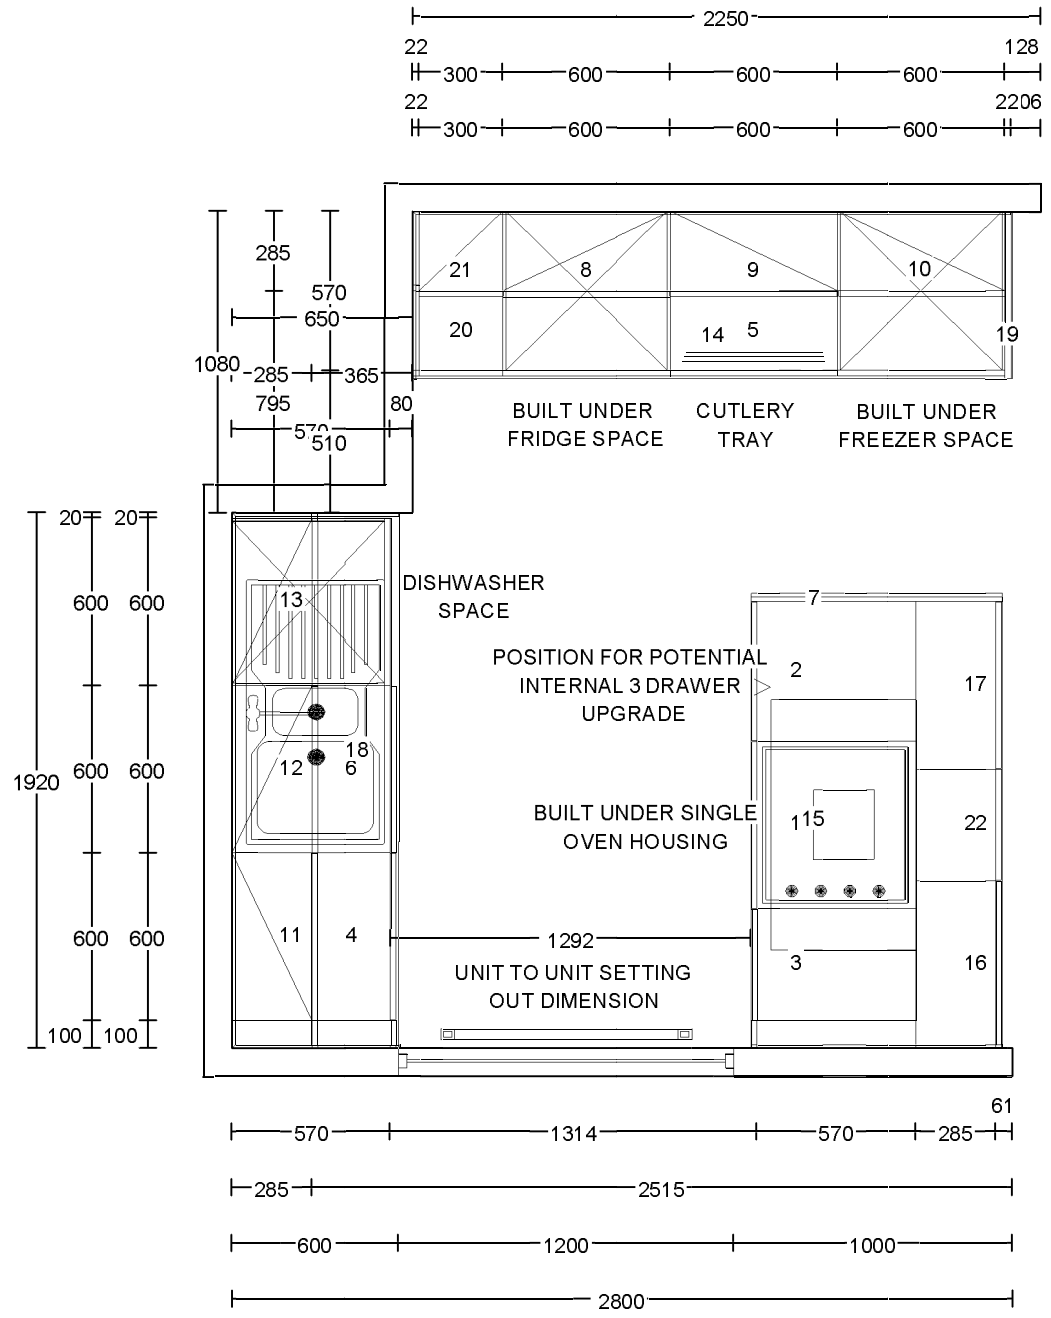 2250
22 128
300 600 600 600
22 2206
300 600 600 600
285
570
650
1080
285 365
795 80
570
510
21 8 9 10
20 14 5 19
BUILT UNDER
FRIDGE SPACE
CUTLERY
TRAY
BUILT UNDER
FREEZER SPACE
20 20
600 600
1920
600 600
600 600
100 100
13
DISHWASHER
SPACE
18
12 6
11 4
POSITION FOR POTENTIAL
INTERNAL 3 DRAWER
UPGRADE
BUILT UNDER SINGLE
OVEN HOUSING
7
2 17
115 22
3 16
1292
UNIT TO UNIT SETTING
OUT DIMENSION
61
570 1314 570 285
285 2515
600 1200 1000
2800